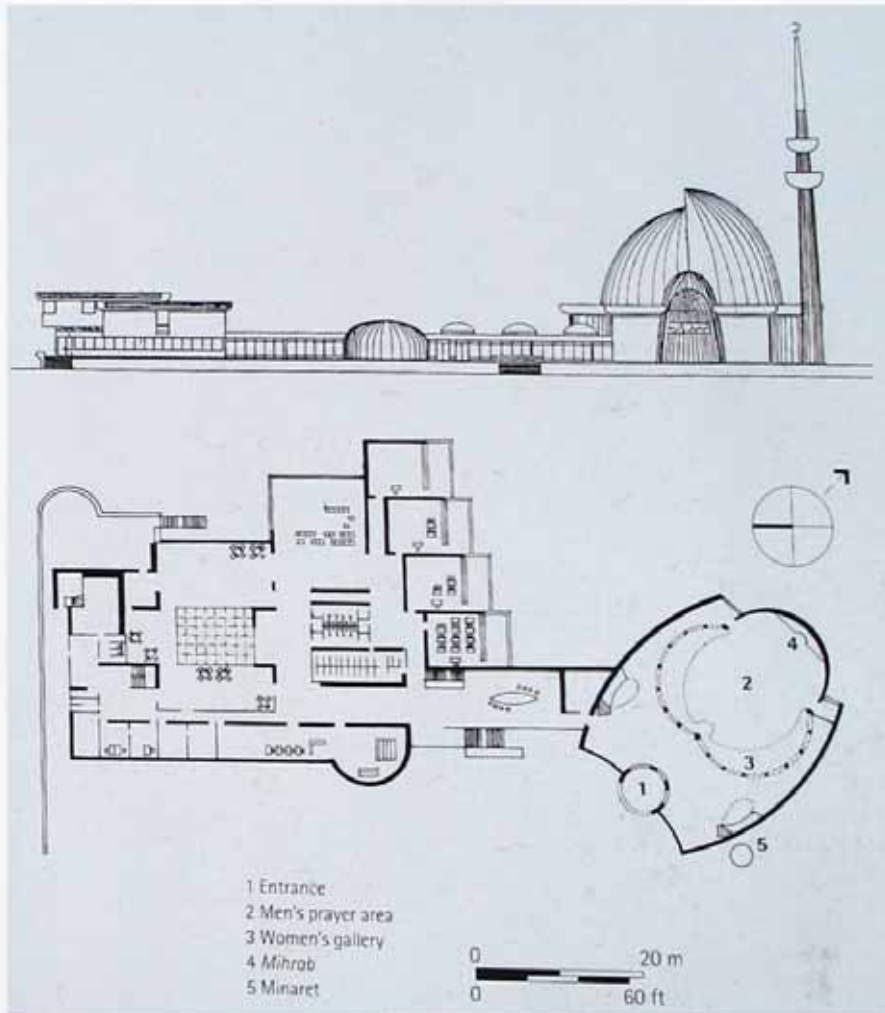 4
2
3
1
5
1 Entrance
2 Men's prayer area
3 Women's gallery
4 Mihrab
5 Minaret
0 20 m
0 60 ft